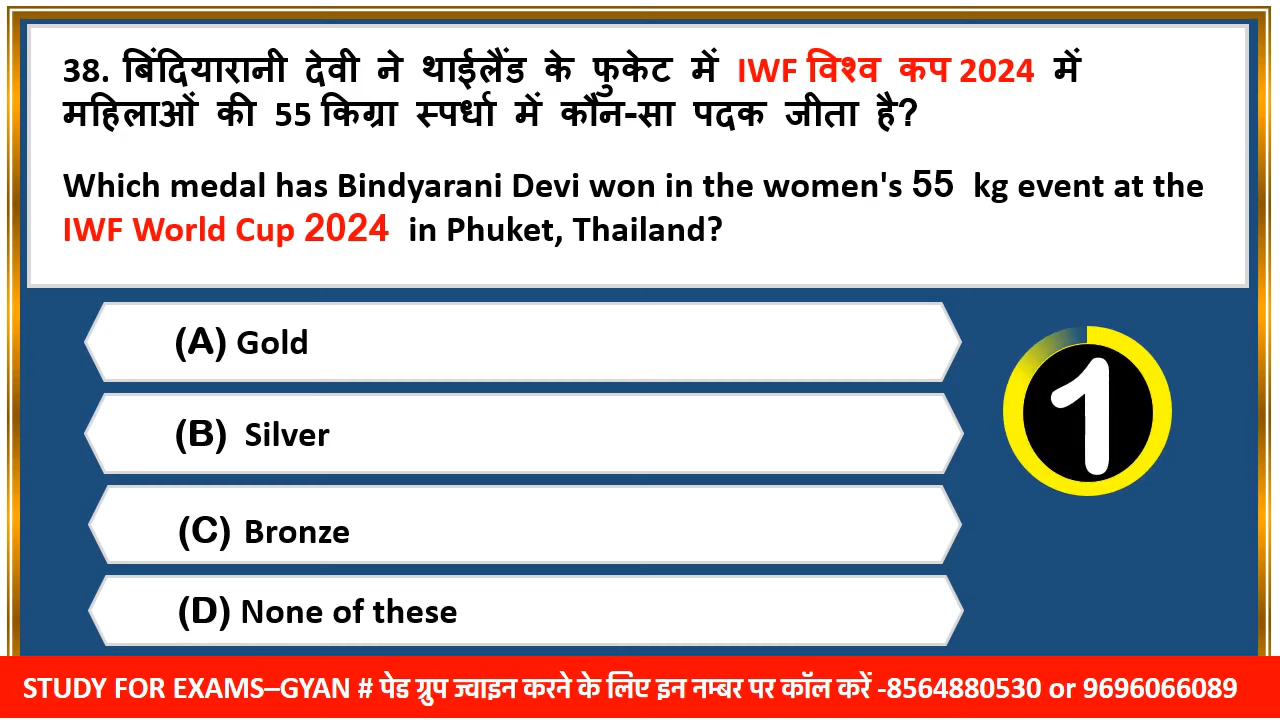 38. बिंदियारानी देवी ने थाईलैंड के फुकेट में IWF विश्व कप 2024 में
महिलाओं की 55 किग्रा स्पर्धा में कौन-सा पदक जीता है?
Which medal has Bindyarani Devi won in the women's 55 kg event at the
IWF World Cup 2024 in Phuket, Thailand?
(A) Gold
(B) Silver
(C) Bronze
(D) None of these
1
STUDY FOR EXAMS–GYAN # पेड ग्रुप ज्वाइन करने के लिए इन नम्बर पर कॉल करें -8564880530 or 9696066089